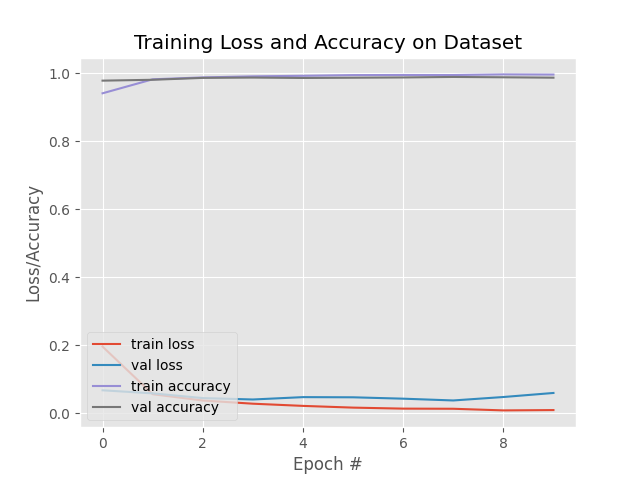 Training Loss and Accuracy on Dataset
1.0
0.8
0.6
0.4
0.2
0.0
Loss/Accuracy
train loss
val loss
train accuracy
val accuracy
0 2 4 6 8
Epoch #